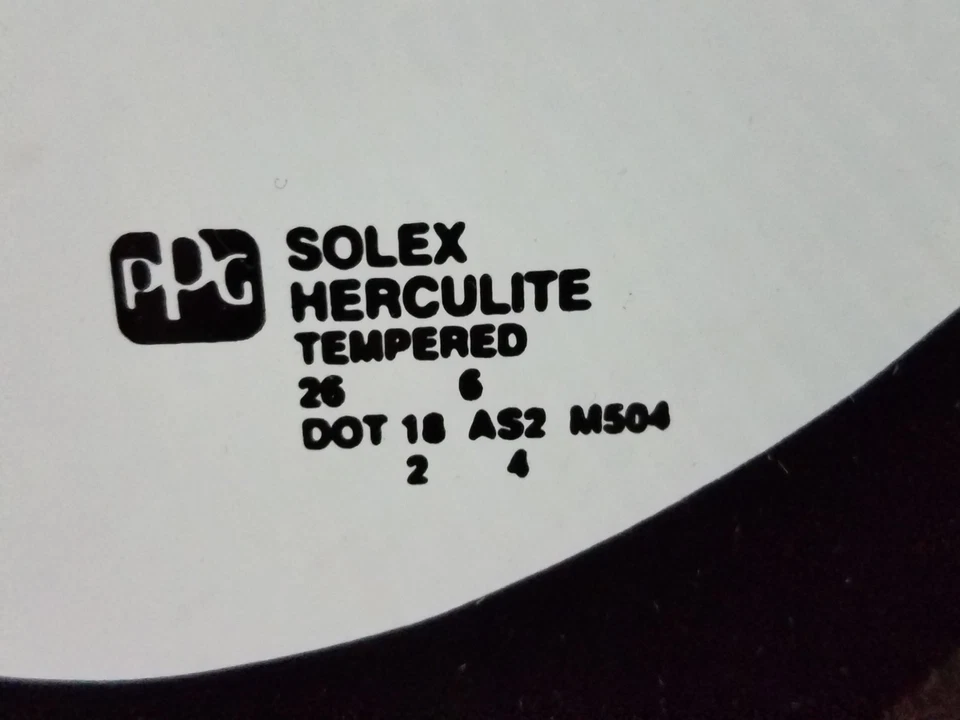 PPG
SOLEX
HERCULITE
TEMPERED
26 6
DOT 18 AS2 M504
2 4